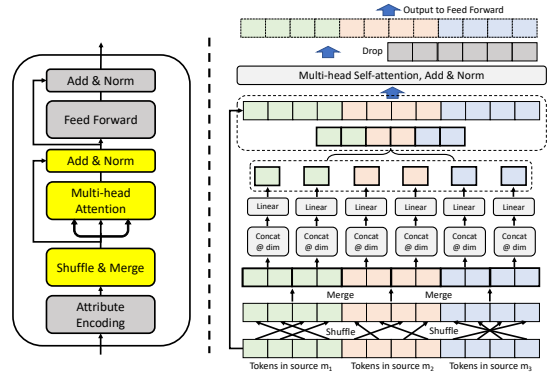 Add & Norm
Feed Forward
Add & Norm
Multi-head
Attention
Shuffle & Merge
Attribute
Encoding
Output to Feed Forward
Drop
Multi-head Self-attention, Add & Norm
Linear Linear Linear Linear Linear Linear
Concat Concat Concat Concat Concat Concat
@ dim @ dim @ dim @ dim @ dim @ dim
Merge Merge
Shuffle Shuffle
Tokens in source m₁ Tokens in source m₂ Tokens in source m₃